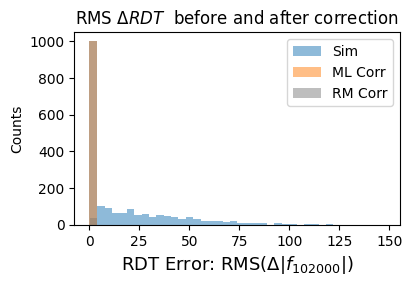 RMS ΔRDT before and after correction
Counts
1000
800
600
400
200
0
Sim
ML Corr
RM Corr
0 25 50 75 100 125 150
RDT Error: RMS(Δ|f₁₀₂₀₀₀|)